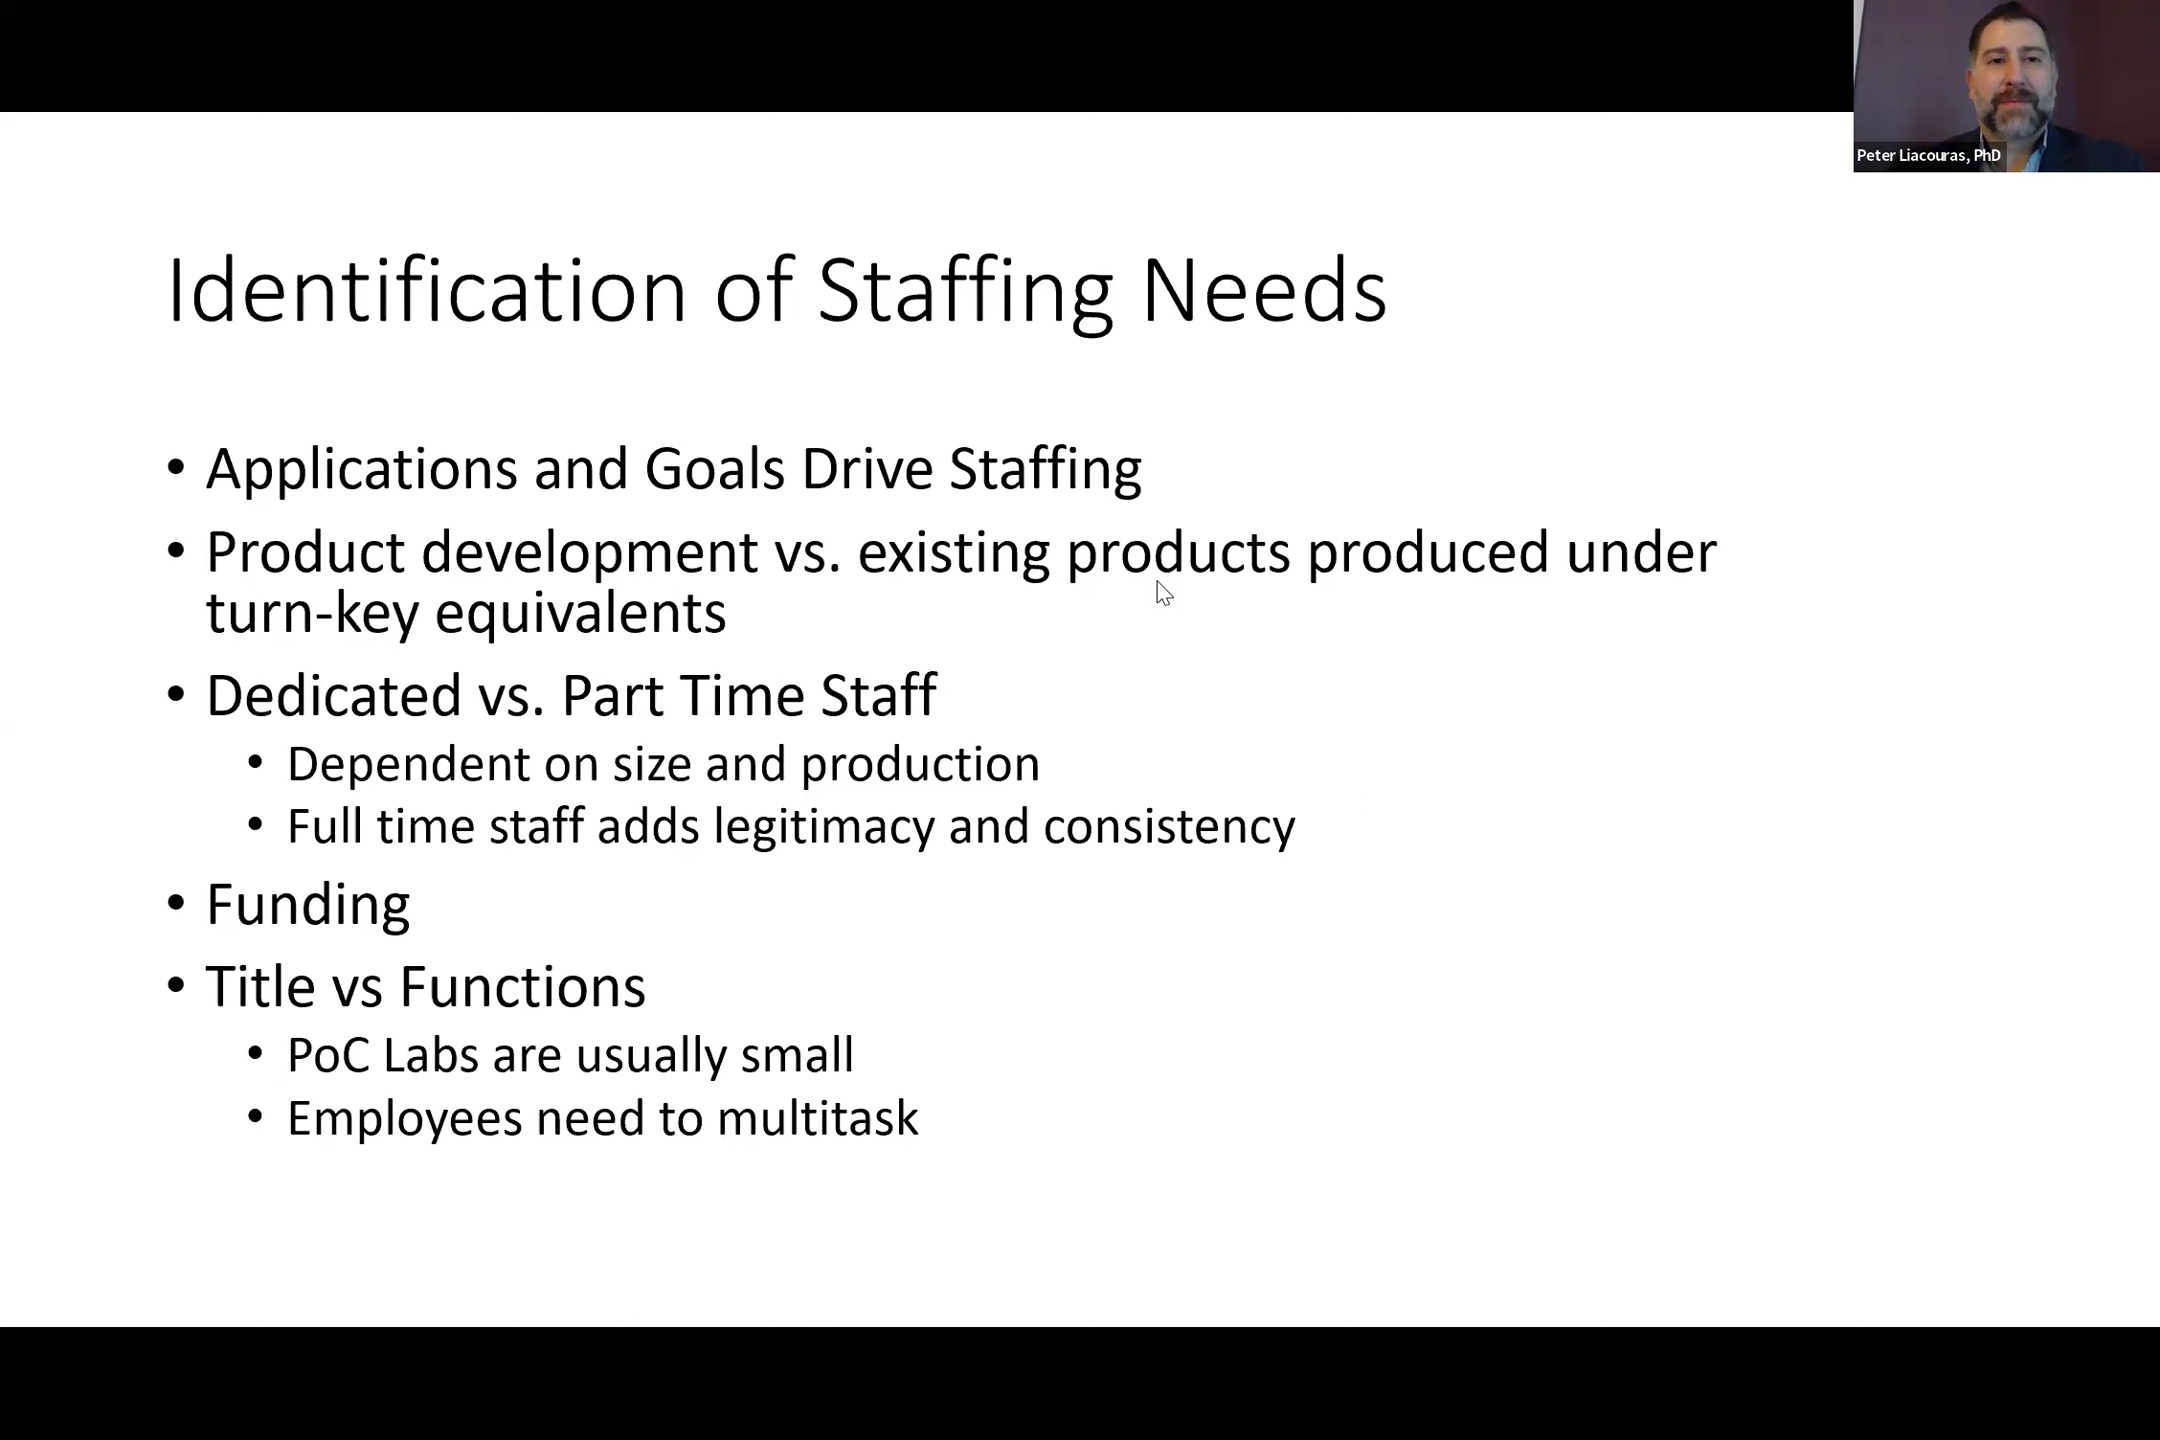 Peter Liacouras, PhD
Identification of Staffing Needs
• Applications and Goals Drive Staffing
• Product development vs. existing products produced under
turn-key equivalents
• Dedicated vs. Part Time Staff
• Dependent on size and production
• Full time staff adds legitimacy and consistency
• Funding
• Title vs Functions
• PoC Labs are usually small
• Employees need to multitask